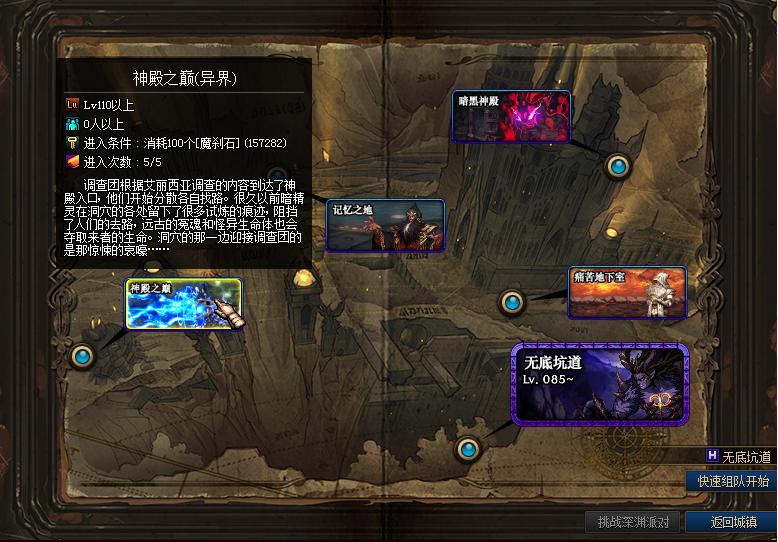 神殿之巅(异界)
Lv Lv110以上
0人以上
进入条件：消耗100个[魔刹石] (157282)
进入次数：5/5
调查团根据艾丽西亚调查的内容到达了神
殿入口, 他们开始分散各自找路。很久以前暗精
灵在洞穴的各处留下了很多试炼的痕迹, 阻挡
了人们的去路, 远古的冤魂和怪异生命体也会
夺取来者的生命。洞穴的那一边迎接调查团的
是那惊悚的哀嚎……
暗黑神殿
记忆之地
痛苦地下室
神殿之巅
无底坑道
Lv. 085~
H 无底坑道
快速组队开始
挑战深渊派对
返回城镇